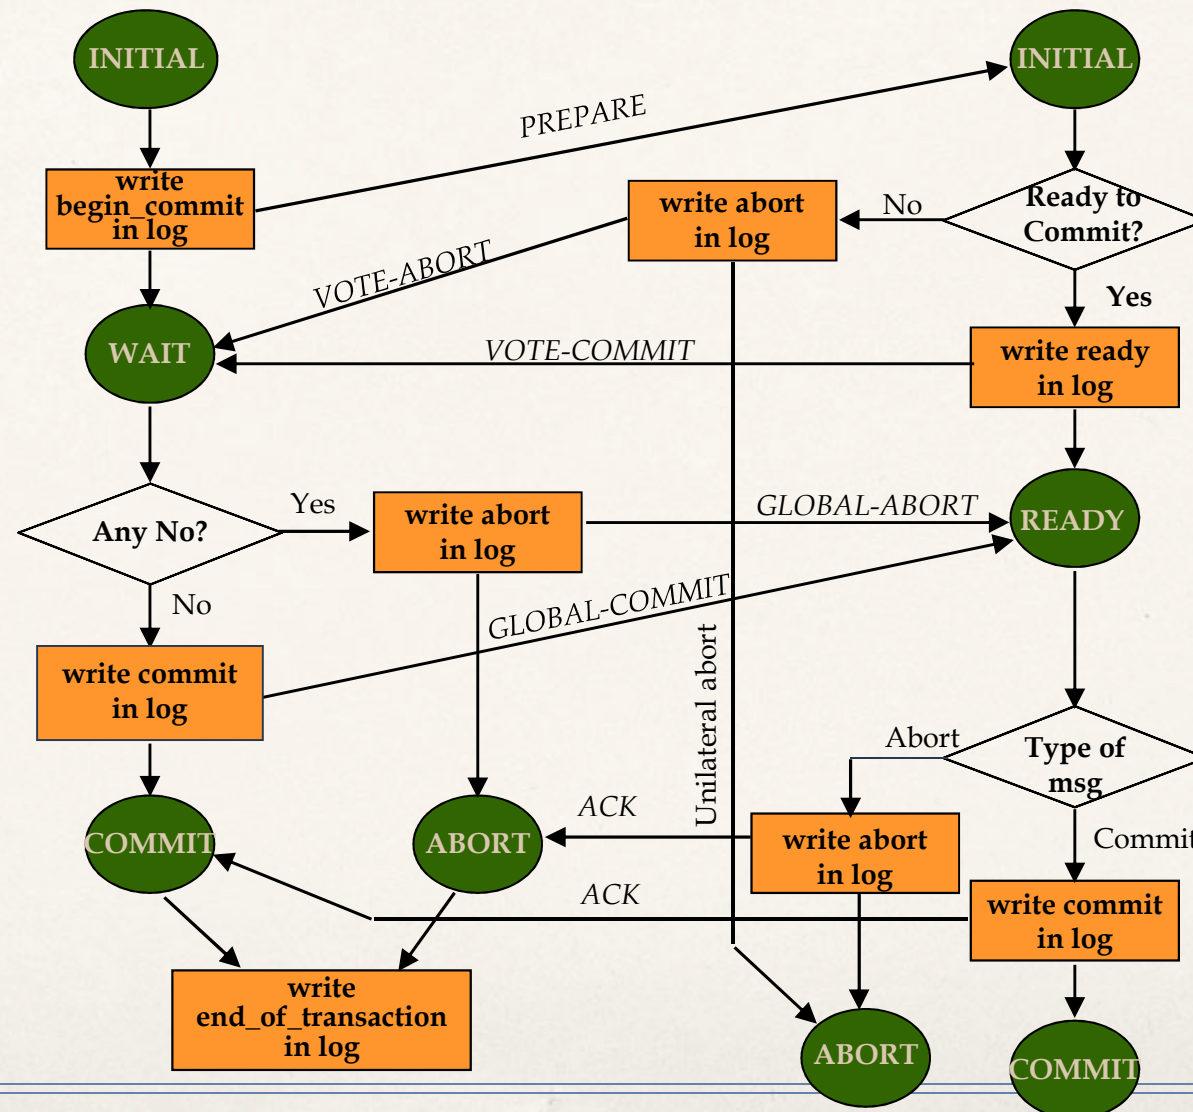 INITIAL
INITIAL
PREPARE
write
begin_commit
in log
write abort
in log
No
Ready to
Commit?
VOTE-ABORT
Yes
WAIT
VOTE-COMMIT
write ready
in log
Any No?
Yes
write abort
in log
GLOBAL-ABORT
READY
No
GLOBAL-COMMIT
write commit
in log
Unilateral abort
Abort
Type of
msg
COMMIT
ABORT
ACK
write abort
in log
Commit
ACK
write commit
in log
write
end_of_transaction
in log
ABORT
COMMIT